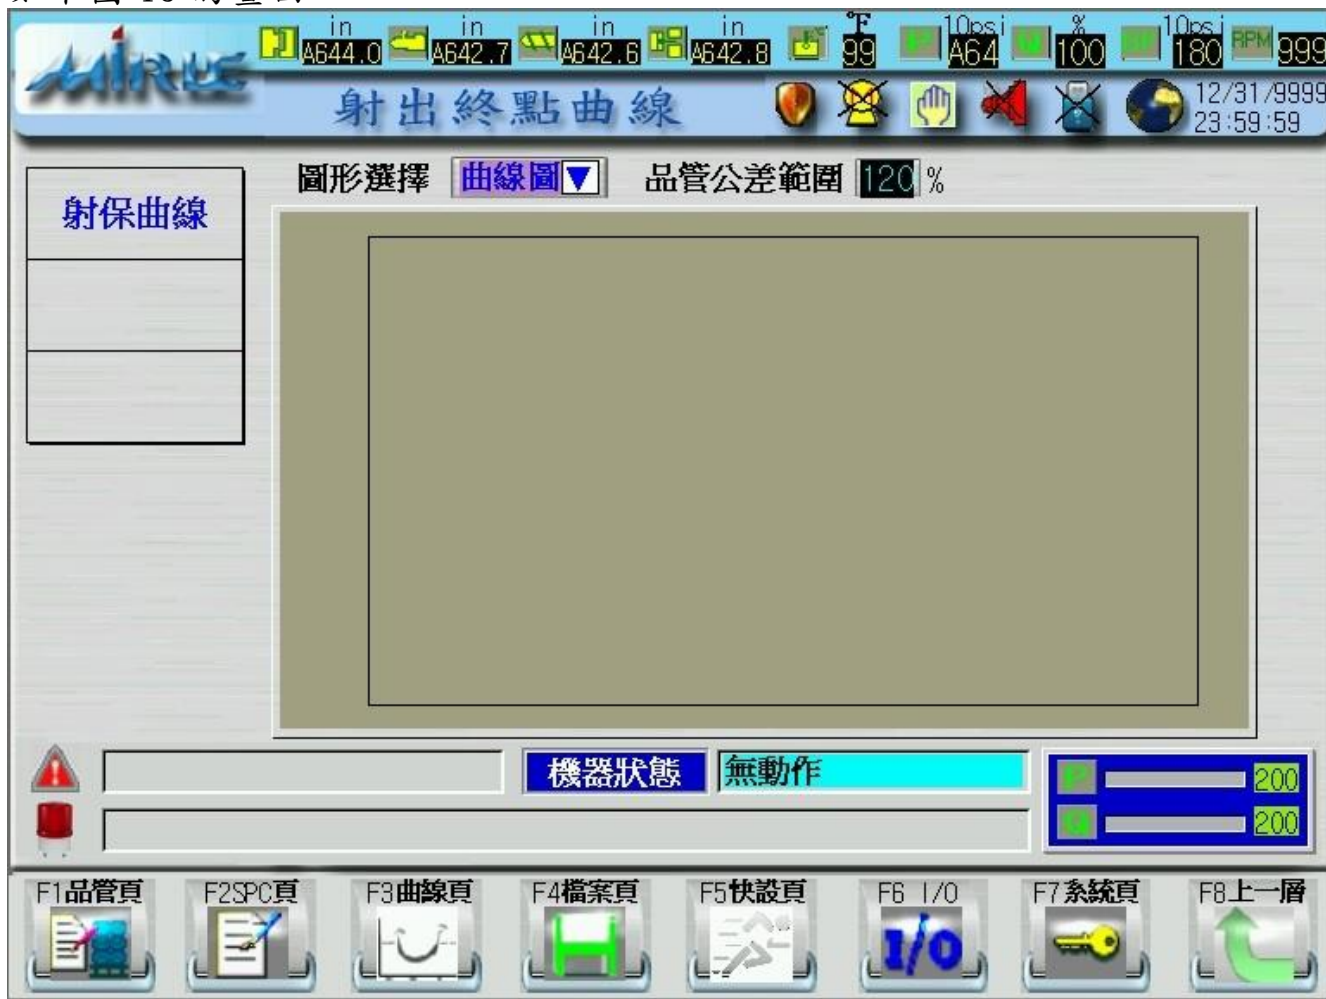 in in in in °F 10psi % 10psi
A644.0 A642.7 A642.6 A642.8 99 A64 100 180 RPM 999
MIRLE
射出終點曲線
12/31/9999
23:59:59
圖形選擇 曲線圖▼ 品管公差範圍 120 %
射保曲線
機器狀態 無動作
P 200
200
F1品管頁 F2SPC頁 F3曲線頁 F4檔案頁 F5快設頁 F6 I/O F7系統頁 F8上一層
I/O